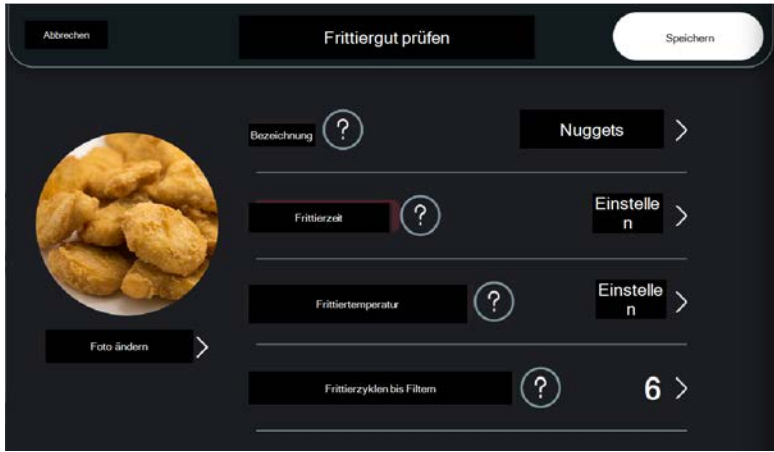 Abbrechen
Frittiergut prüfen
Speichern
Bezeichnung ?
Nuggets
Frittierzeit ?
Einstelle
n
Frittiertemperatur ?
Einstelle
n
Foto ändern
Frittierzyklen bis Filtern ?
6